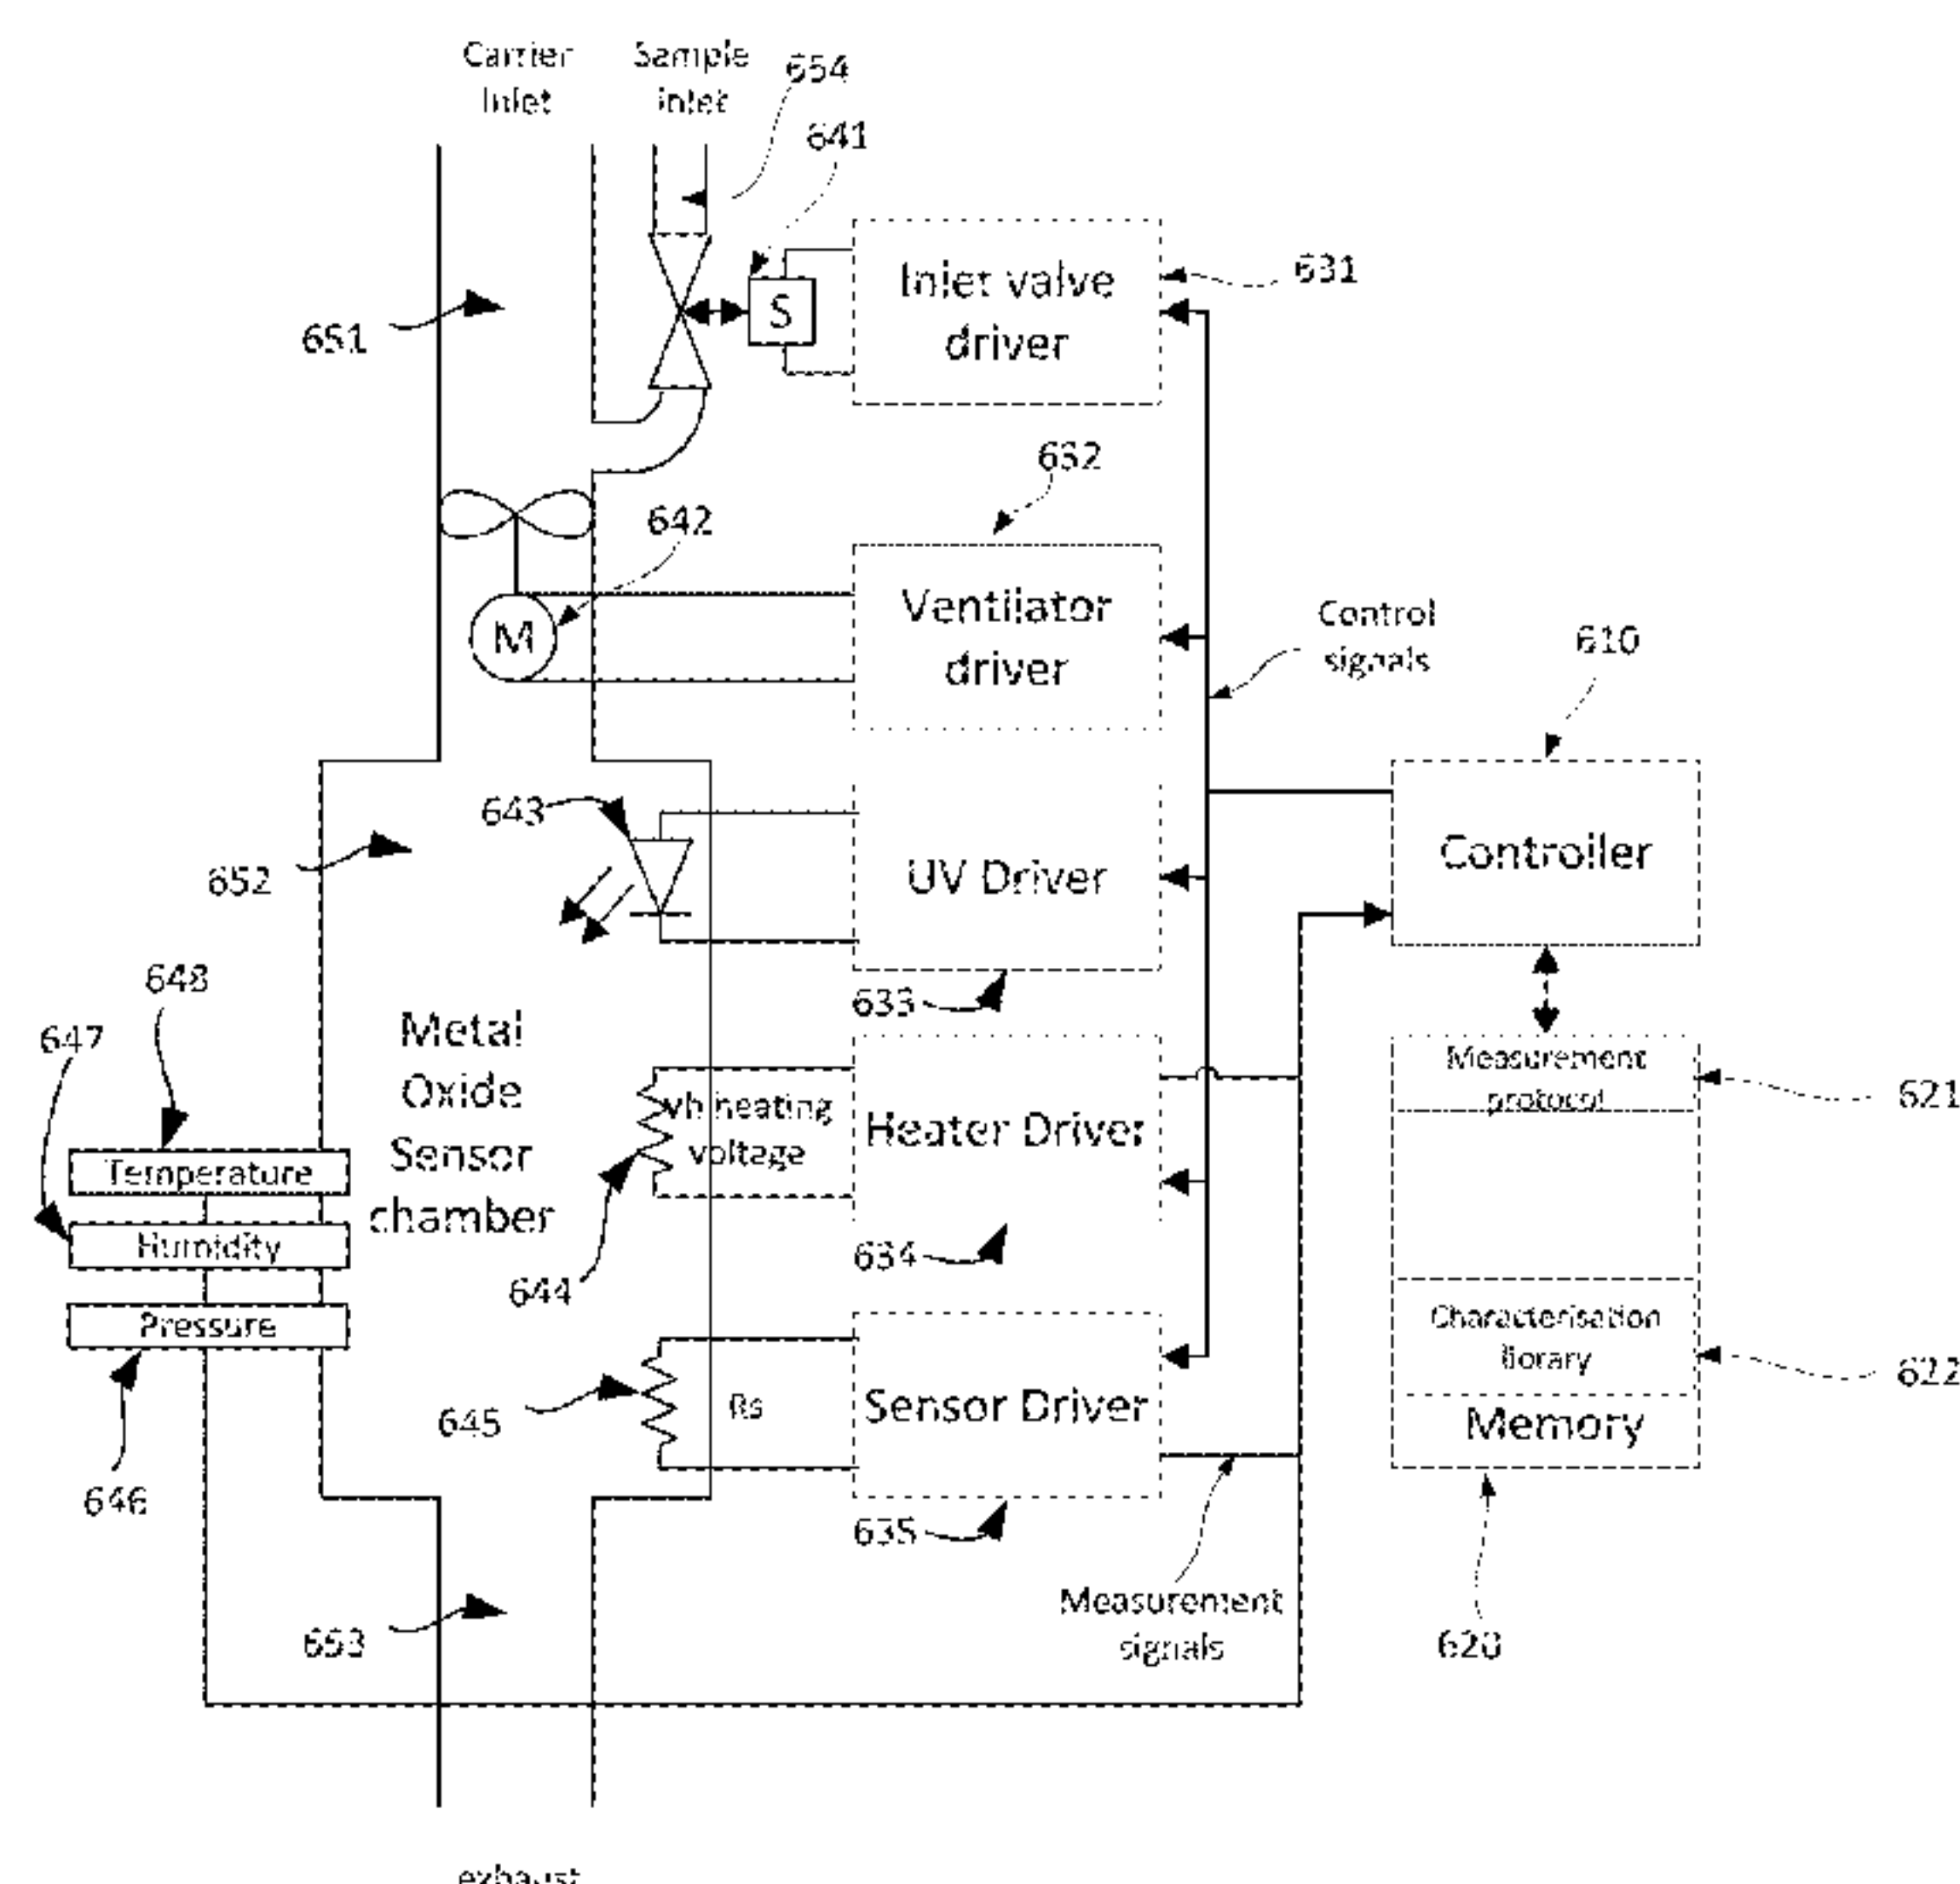 Carrier
Inlet
Sample
inlet
654
641
Inlet valve
driver
631
S
651
632
642
Ventilator
driver
M
Control
signals
610
643
UV Driver
Controller
652
633
648
647
Metal
Oxide
Sensor
chamber
Vh heating
voltage
Heater Driver
Measurement
protocol
621
Temperature
Humidity
Pressure
644
634
Characterisation
library
622
Memory
645
Rs
Sensor Driver
646
635
653
Measurement
signals
620
exhaust